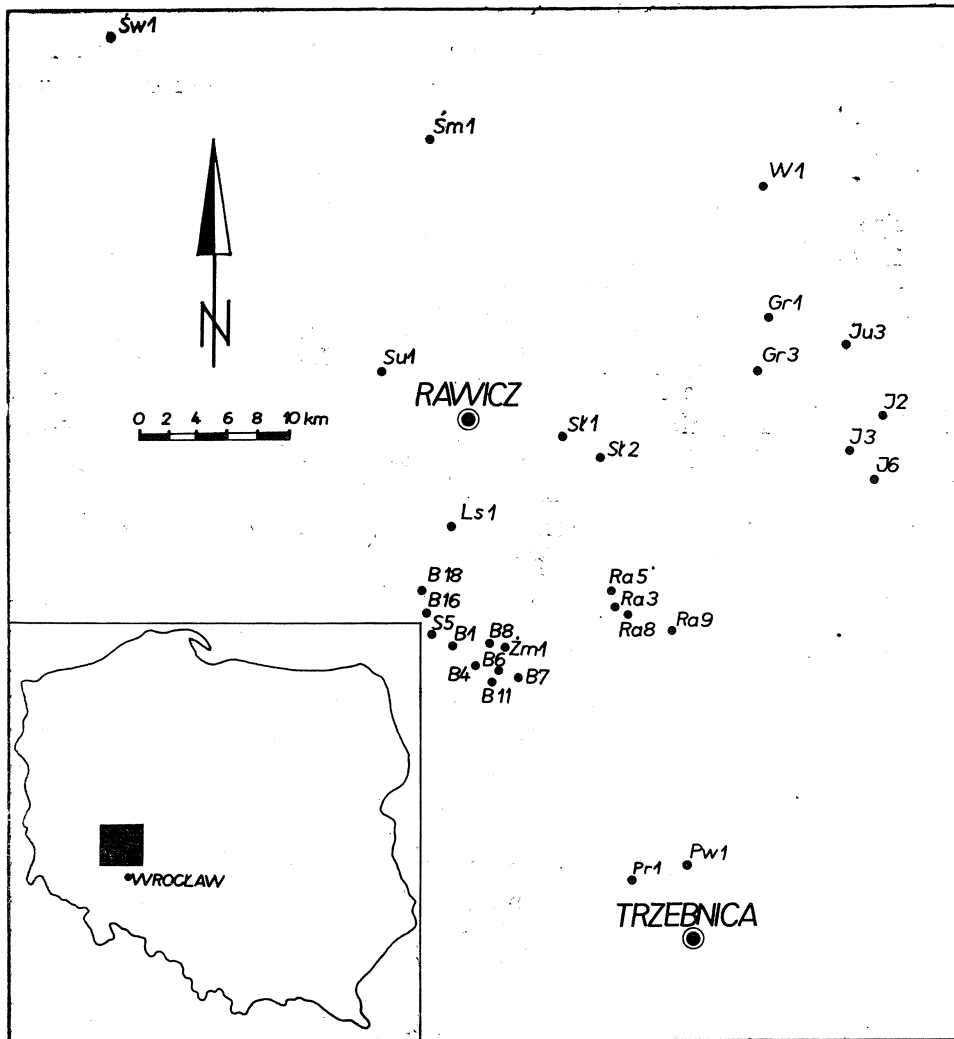 Św1
Śm1
W1
Gr1
Ju3
Gr3
Su1
RAWICZ
0 2 4 6 8 10 km
J2
Sł1
Sł2
J3
J6
Ls1
N
B18
Ra5
B16
Ra3
Ra8
Ra9
S5
B1
B8
Żm1
B4
B6
B7
B11
WROCŁAW
Pr1
Pw1
TRZEBNICA